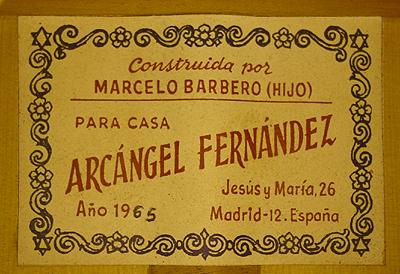 Construida por
MARCELO BARBERO (HIJO)
PARA CASA
ARCÁNGEL FERNÁNDEZ
Jesús y María, 26
Año 1965
Madrid-12. España